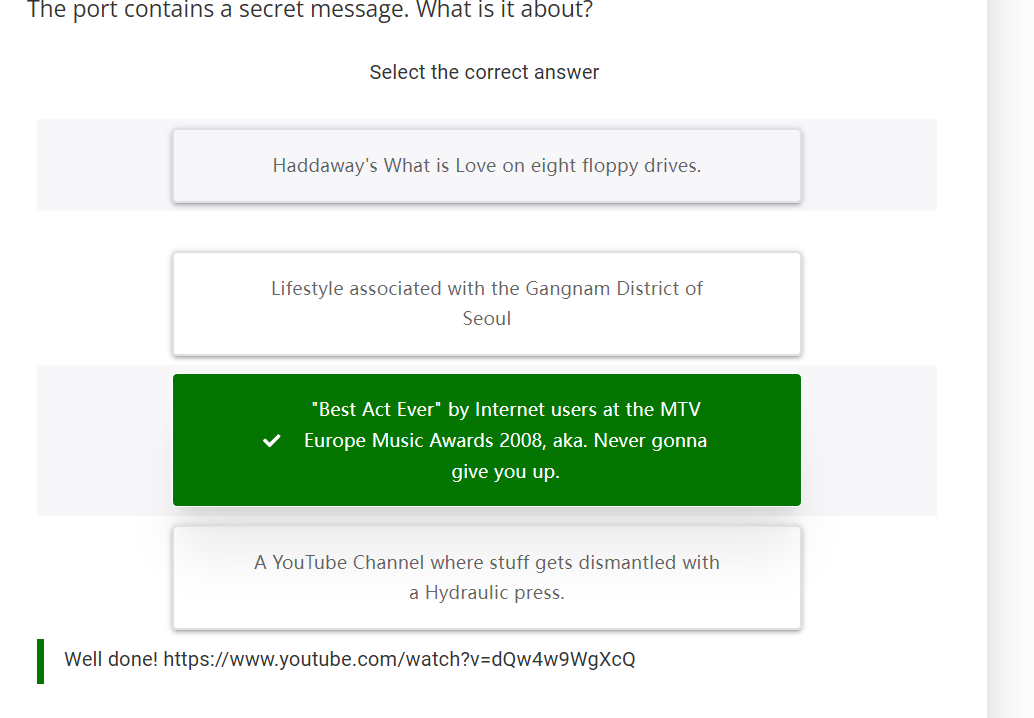 The port contains a secret message. What is it about?
Select the correct answer
Haddaway's What is Love on eight floppy drives.
Lifestyle associated with the Gangnam District of
Seoul
"Best Act Ever" by Internet users at the MTV
Europe Music Awards 2008, aka. Never gonna
give you up.
A YouTube Channel where stuff gets dismantled with
a Hydraulic press.
Well done! https://www.youtube.com/watch?v=dQw4w9WgXcQ